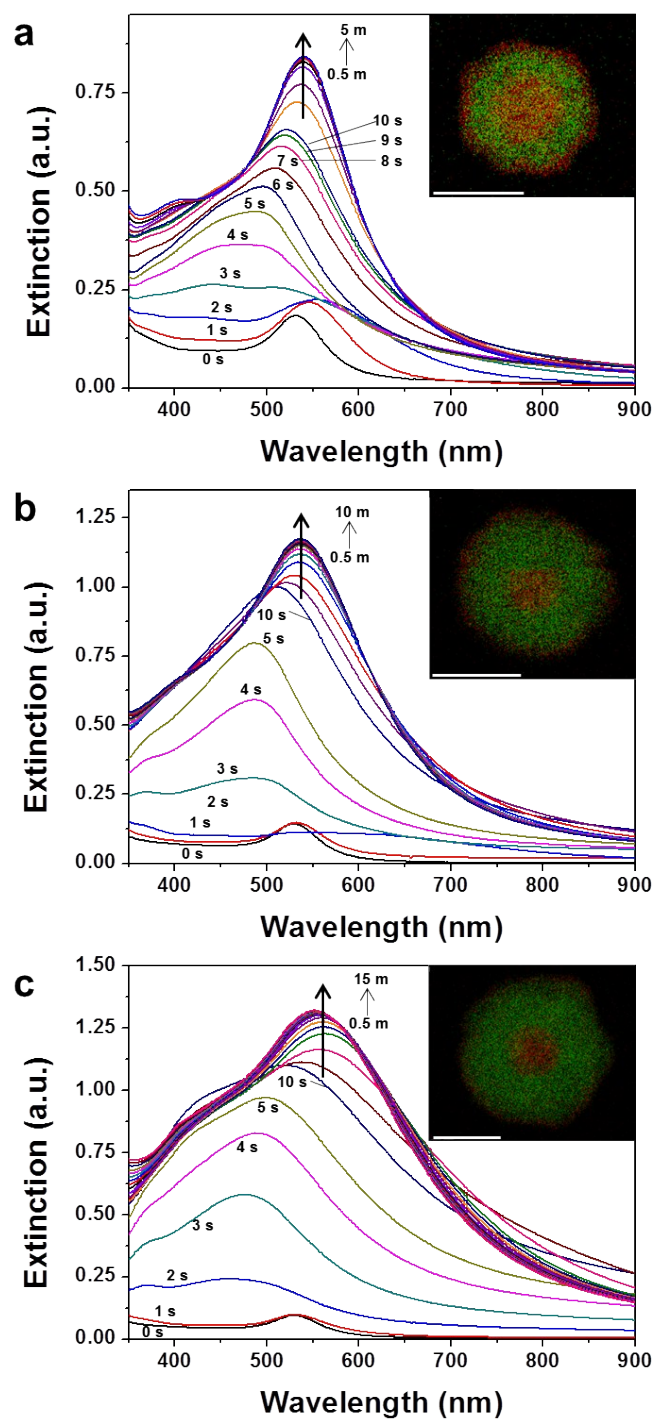 a
5 m
0.5 m
10 s
9 s
8 s
7 s
6 s
5 s
4 s
3 s
2 s
1 s
0 s
0.75
0.50
0.25
0.00
Extinction (a.u.)
400 500 600 700 800 900
Wavelength (nm)
b
10 m
0.5 m
10 s
5 s
4 s
3 s
2 s
1 s
0 s
1.25
1.00
0.75
0.50
0.25
0.00
Extinction (a.u.)
400 500 600 700 800 900
Wavelength (nm)
c
15 m
0.5 m
10 s
5 s
4 s
3 s
2 s
1 s
0 s
1.50
1.25
1.00
0.75
0.50
0.25
0.00
Extinction (a.u.)
400 500 600 700 800 900
Wavelength (nm)